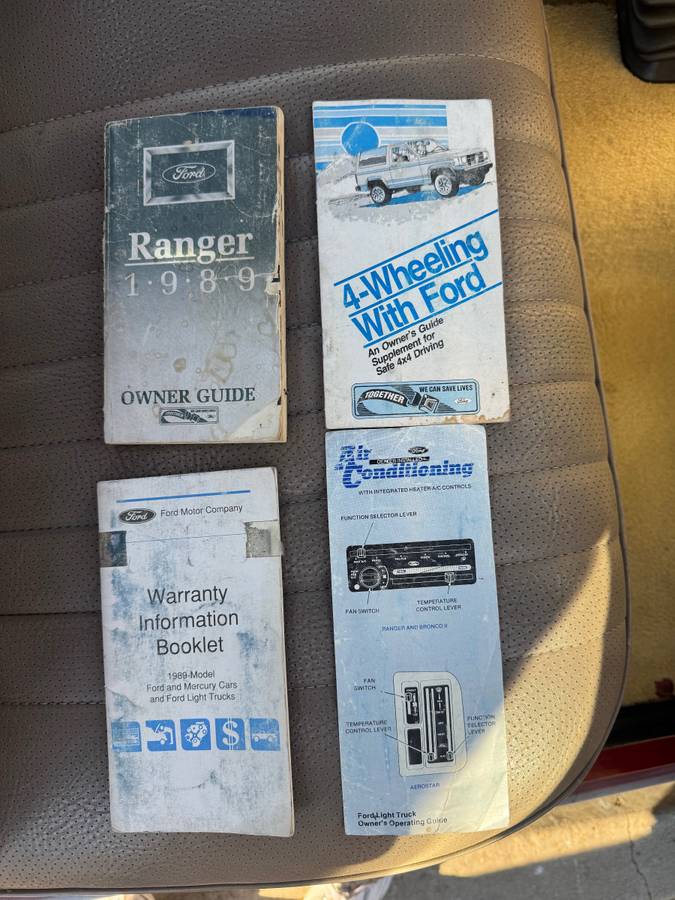 Ford
Ranger
1·9·8·9
OWNER GUIDE
4-Wheeling
With Ford
An Owner's Guide
Supplement for
Safe 4x4 Driving
TOGETHER
WE CAN SAVE LIVES
Ford
Ford
Ford Motor Company
Warranty
Information
Booklet
1989-Model
Ford and Mercury Cars
and Ford Light Trucks
$
Ford
Air
Conditioning
WITH INTEGRATED HEATER-A/C CONTROLS
FUNCTION SELECTOR LEVER
FAN SWITCH
TEMPERATURE
CONTROL LEVER
RANGER AND BRONCO II
FAN
SWITCH
TEMPERATURE
CONTROL LEVER
FUNCTION
SELECTOR
LEVER
AEROSTAR
Ford Light Truck
Owner's Operating Guide